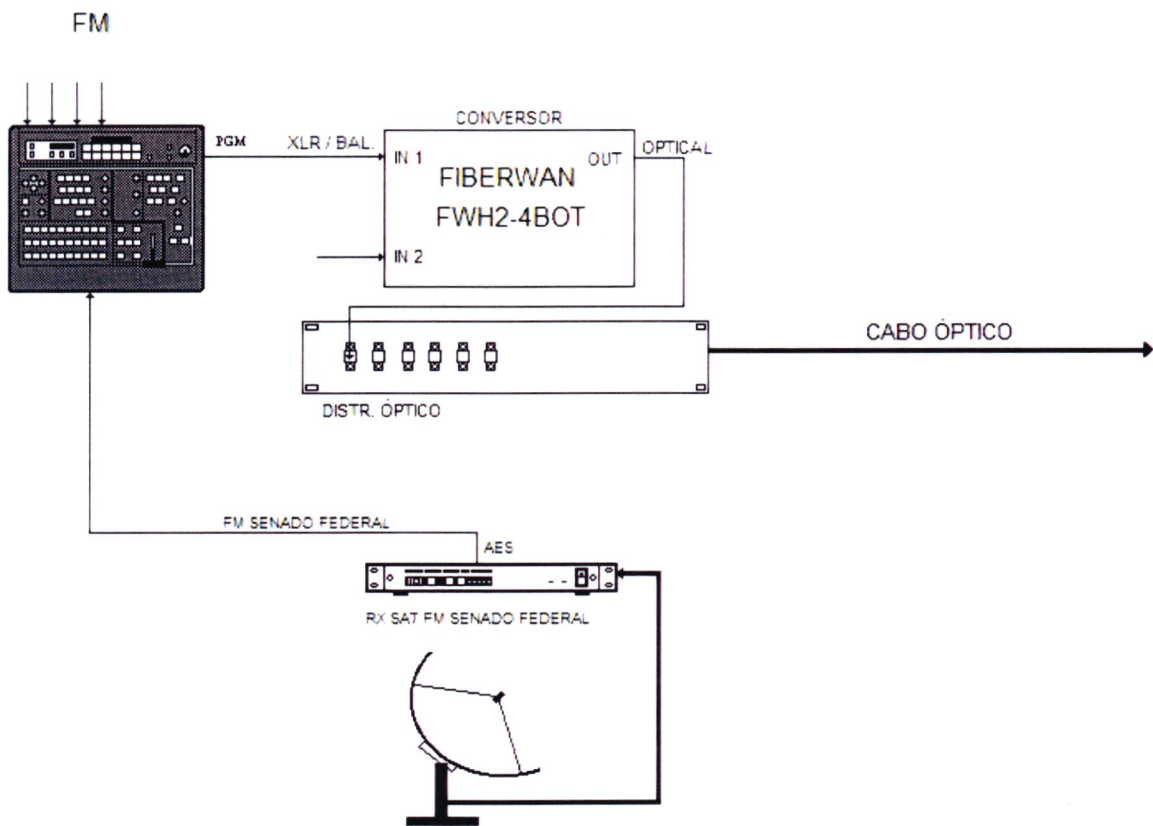 FM
CONVERSOR
PGM
XLR / BAL.
IN 1
OUT
OPTICAL
FIBERWAN
FWH2-4BOT
IN 2
CABO ÓPTICO
DISTR. ÓPTICO
FM SENADO FEDERAL
AES
RX SAT FM SENADO FEDERAL